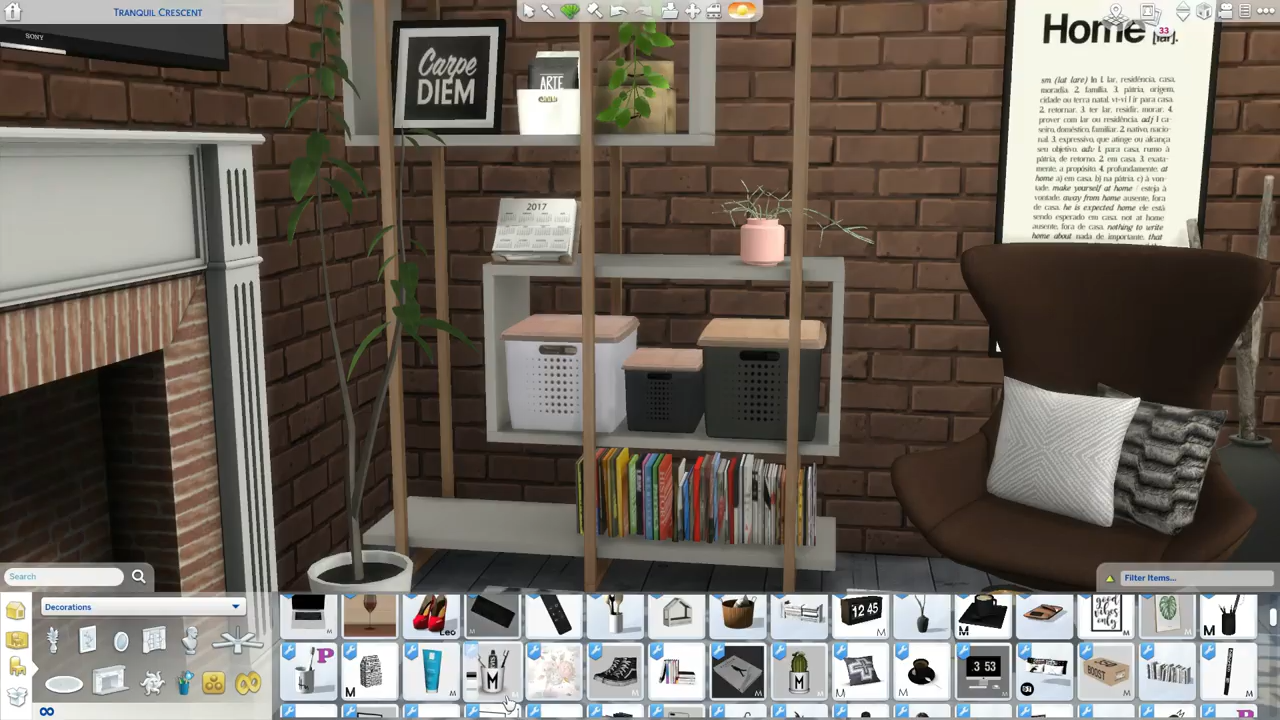 TRANQUIL CRESCENT
SONY
Carpe
DIEM
ARTE
2017
Home [lar].
33
sm (lat lare) ln 1. lar, residência, casa,
moradia. 2. família. 3. pátria, origem,
cidade ou terra natal.
2. retornar. 3. ter lar, residir, morar. 4.
prover com lar ou residência. adj 1. ca-
seiro, doméstico, familiar. 2. nativo, nacio-
nal. 3. expressivo, que atinge ou alcança
seu objetivo. adv 1. para casa, rumo à
pátria, de retorno. 2. em casa. 3. exata-
mente, a propósito. 4. profundamente. at
home a) em casa. b) na pátria. c) à von-
tade. make yourself at home / esteja à
vontade. away from home ausente, fora
de casa. he is expected home ele está
sendo esperado em casa. not at home
ausente, fora de casa. nothing to write
home about nada de importante. that
Search
Filter Items...
Decorations
M
Leo
12 45
M
M
good
vibes
only
M
M
M
P
M
M
M
M
M
M
M
M
3 53
BOOST
M
M
M